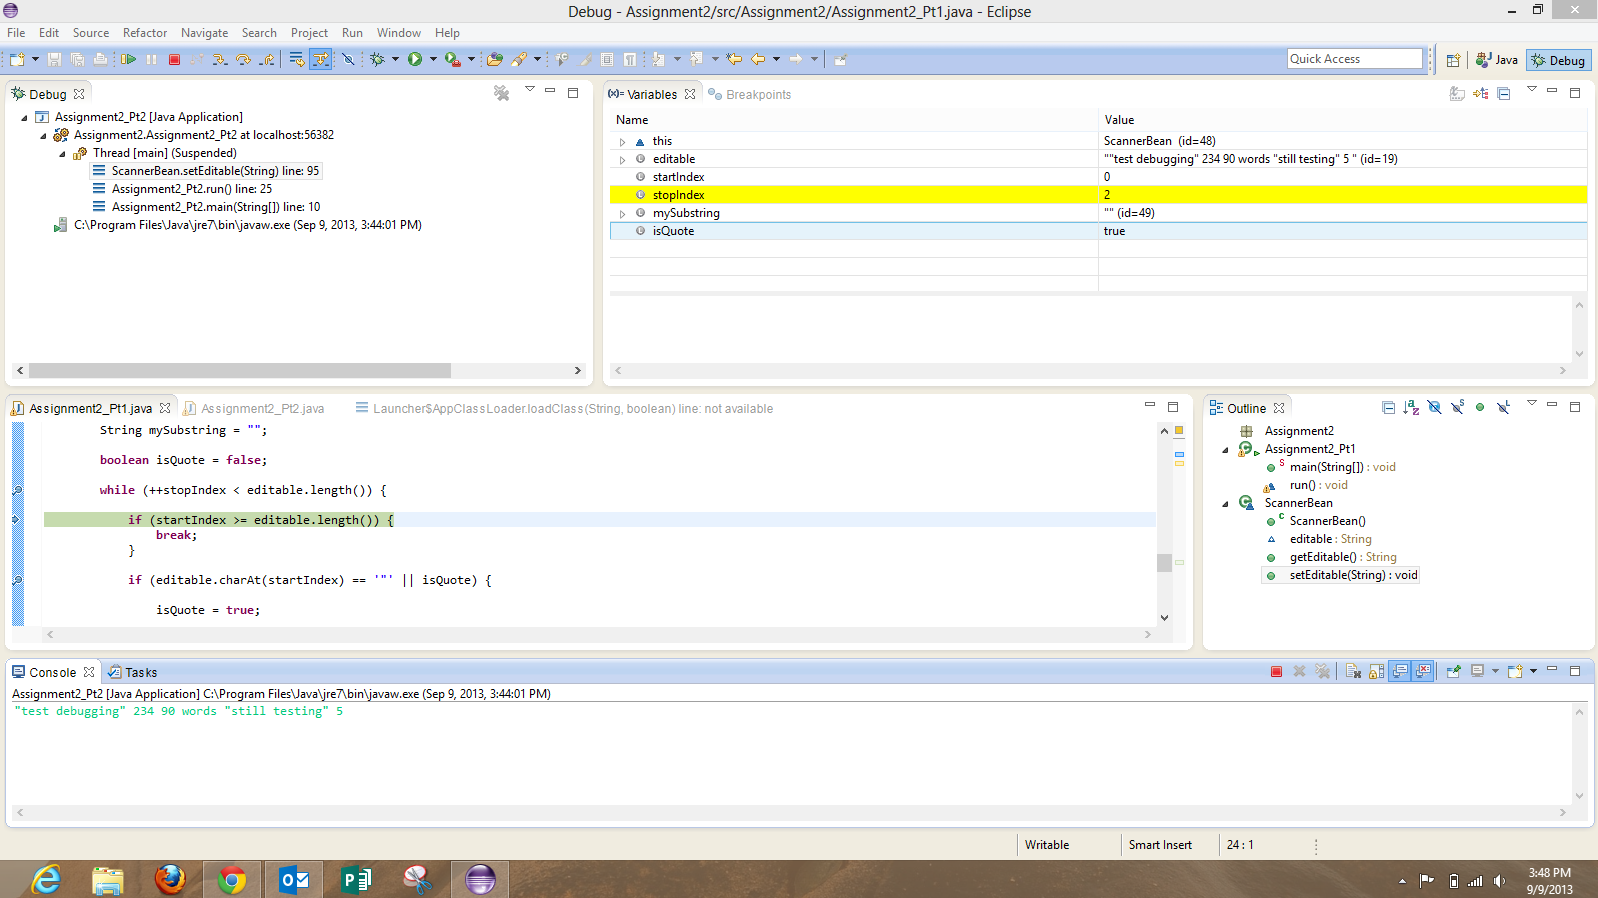 Debug - Assignment2/src/Assignment2/Assignment2_Pt1.java - Eclipse
File Edit Source Refactor Navigate Search Project Run Window Help
Quick Access
Java
Debug
Debug
Assignment2_Pt2 [Java Application]
Assignment2.Assignment2_Pt2 at localhost:56382
Thread [main] (Suspended)
ScannerBean.setEditable(String) line: 95
Assignment2_Pt2.run() line: 25
Assignment2_Pt2.main(String[]) line: 10
C:\Program Files\Java\jre7\bin\javaw.exe (Sep 9, 2013, 3:44:01 PM)
(x)= Variables Breakpoints
Name Value
this ScannerBean (id=48)
editable ""test debugging" 234 90 words "still testing" 5 " (id=19)
startIndex 0
stopIndex 2
mySubstring "" (id=49)
isQuote true
Assignment2_Pt1.java Assignment2_Pt2.java Launcher$AppClassLoader.loadClass(String, boolean) line: not available
String mySubstring = "";
boolean isQuote = false;
while (++stopIndex < editable.length()) {
if (startIndex >= editable.length()) {
break;
}
if (editable.charAt(startIndex) == '"' || isQuote) {
isQuote = true;
Outline
Assignment2
Assignment2_Pt1
main(String[]) : void
run() : void
ScannerBean
ScannerBean()
editable : String
getEditable() : String
setEditable(String) : void
Console Tasks
Assignment2_Pt2 [Java Application] C:\Program Files\Java\jre7\bin\javaw.exe (Sep 9, 2013, 3:44:01 PM)
"test debugging" 234 90 words "still testing" 5
Writable Smart Insert 24 : 1
3:48 PM
9/9/2013